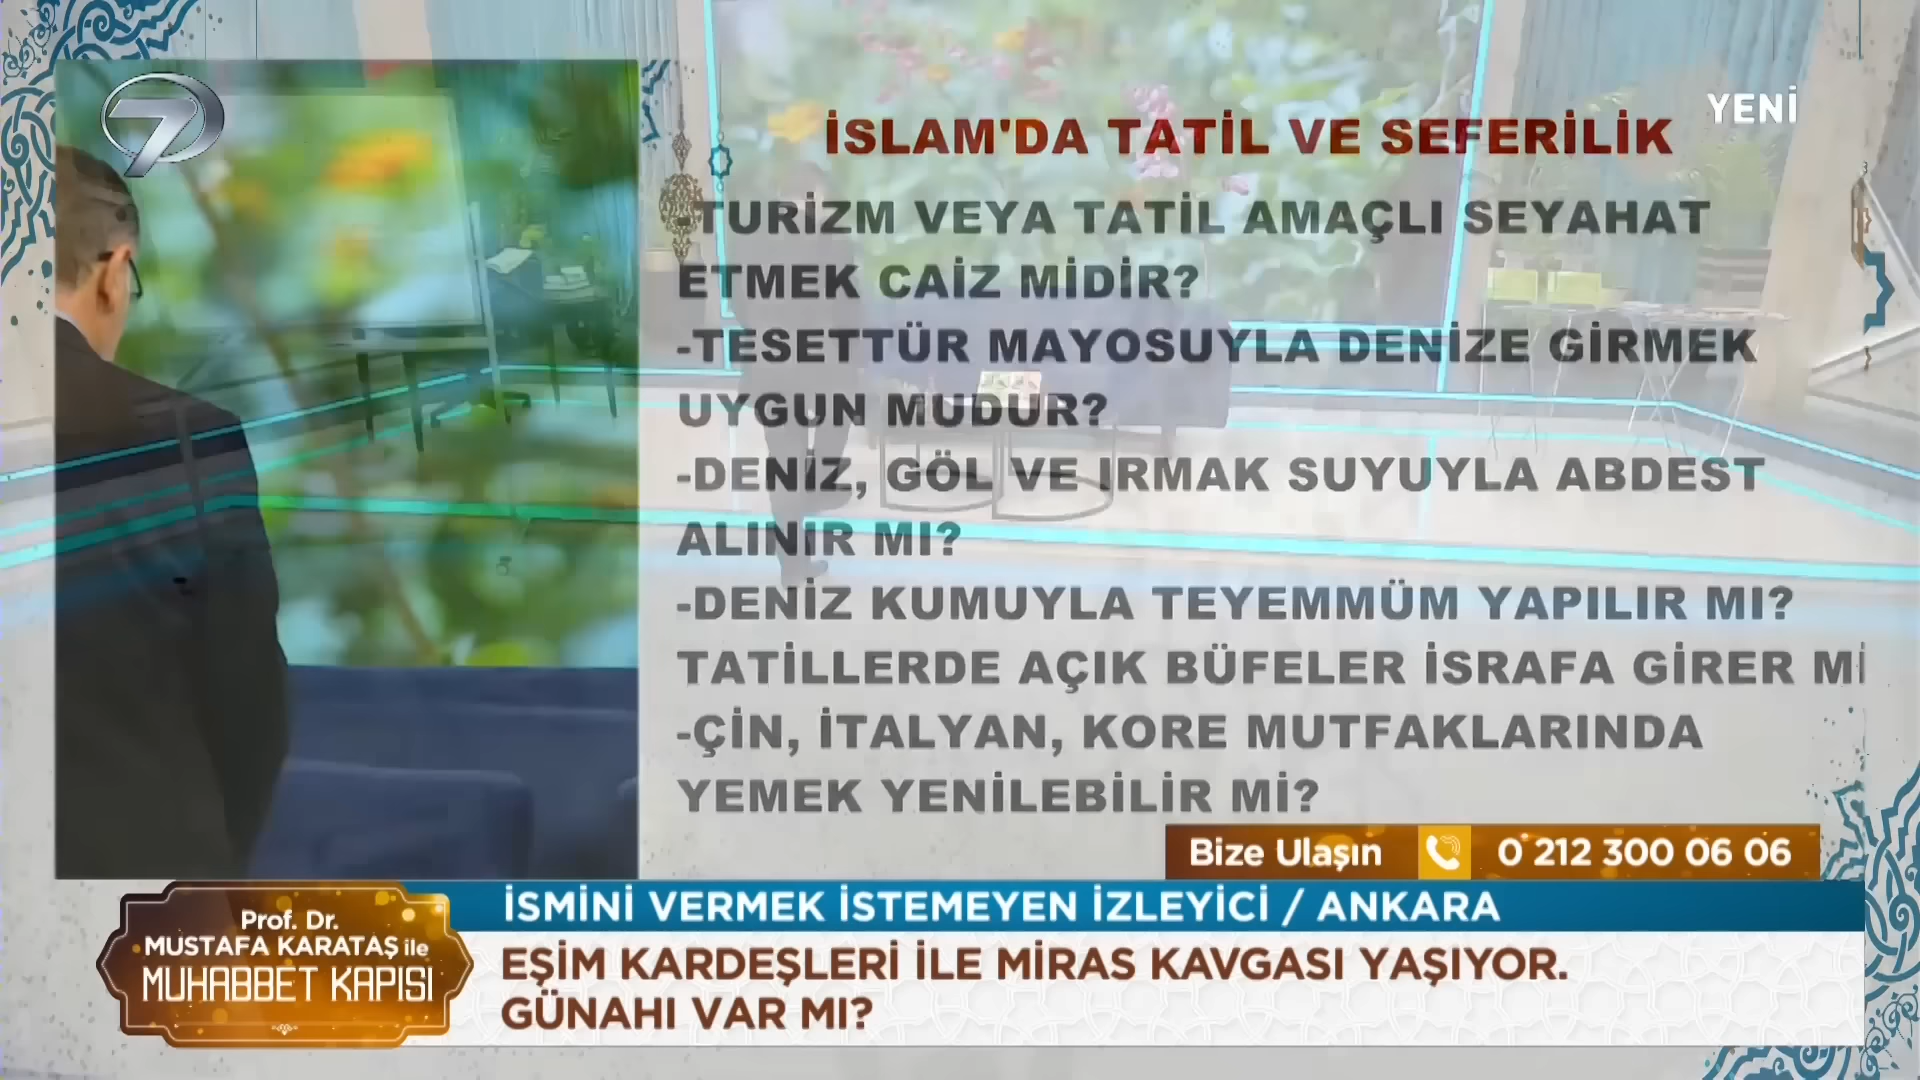 7
YENİ
İSLAM'DA TATİL VE SEFERİLİK
-TURİZM VEYA TATİL AMAÇLI SEYAHAT
ETMEK CAİZ MİDİR?
-TESETTÜR MAYOSUYLA DENİZE GİRMEK
UYGUN MUDUR?
-DENİZ, GÖL VE IRMAK SUYUYLA ABDEST
ALINIR MI?
-DENİZ KUMUYLA TEYEMMÜM YAPILIR MI?
TATİLLERDE AÇIK BÜFELER İSRAFA GİRER Mİ
-ÇİN, İTALYAN, KORE MUTFAKLARINDA
YEMEK YENİLEBİLİR Mİ?
Bize Ulaşın 0 212 300 06 06
Prof. Dr.
MUSTAFA KARATAŞ ile
MUHABBET KAPISI
İSMİNİ VERMEK İSTEMEYEN İZLEYİCİ / ANKARA
EŞİM KARDEŞLERİ İLE MİRAS KAVGASI YAŞIYOR.
GÜNAHI VAR MI?